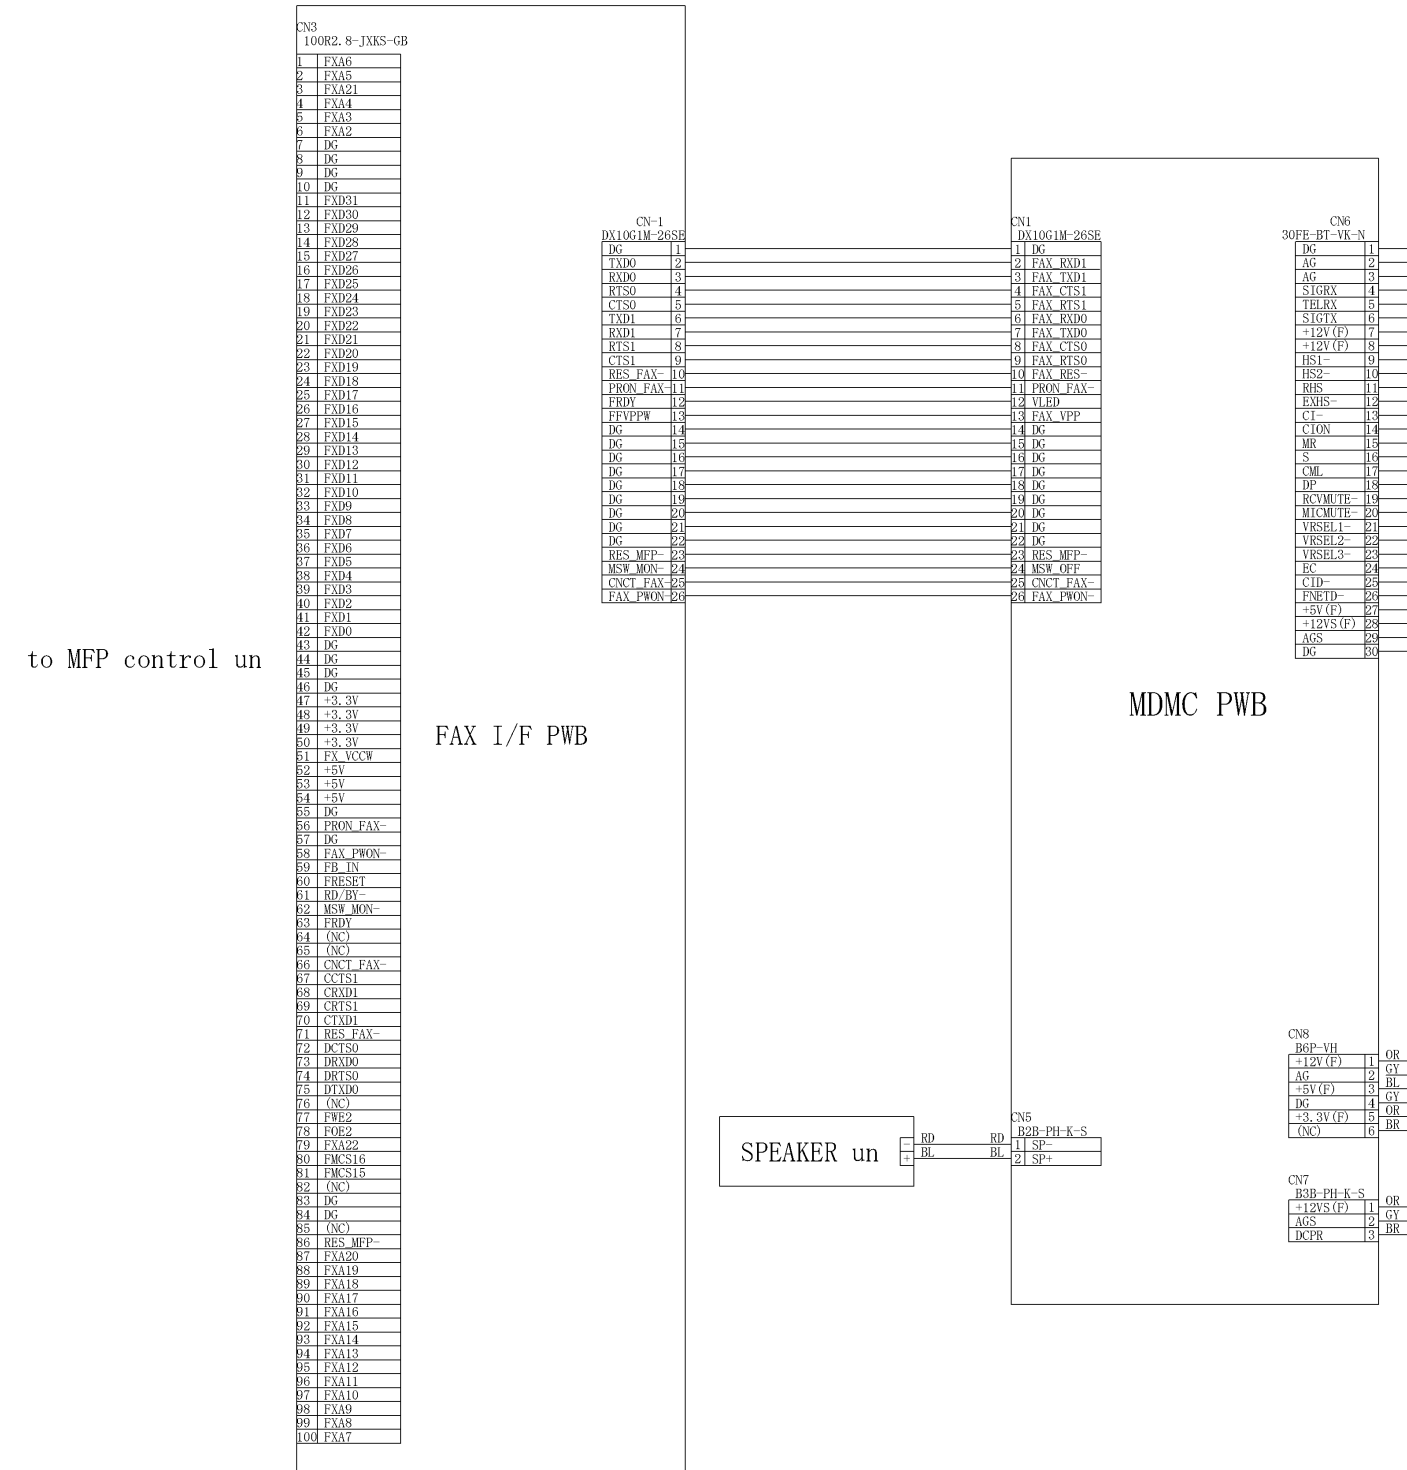 CN3
100R2.8-JXKS-GB
1 FXA6
2 FXA5
3 FXA21
4 FXA4
5 FXA3
6 FXA2
7 DG
8 DG
9 DG
10 DG
11 FXD31
12 FXD30
13 FXD29
14 FXD28
15 FXD27
16 FXD26
17 FXD25
18 FXD24
19 FXD23
20 FXD22
21 FXD21
22 FXD20
23 FXD19
24 FXD18
25 FXD17
26 FXD16
27 FXD15
28 FXD14
29 FXD13
30 FXD12
31 FXD11
32 FXD10
33 FXD9
34 FXD8
35 FXD7
36 FXD6
37 FXD5
38 FXD4
39 FXD3
40 FXD2
41 FXD1
42 FXD0
43 DG
44 DG
45 DG
46 DG
47 +3.3V
48 +3.3V
49 +3.3V
50 +3.3V
51 FX_VCCW
52 +5V
53 +5V
54 +5V
55 DG
56 PRON_FAX-
57 DG
58 FAX_PWON-
59 FB_IN
60 FRESET
61 RD/BY-
62 MSW_MON-
63 FRDY
64 (NC)
65 (NC)
66 CNCT_FAX-
67 CCTS1
68 CRXD1
69 CRTS1
70 CTXD1
71 RES_FAX-
72 DCTS0
73 DRXD0
74 DRTS0
75 DTXD0
76 (NC)
77 FWE2
78 FOE2
79 FXA22
80 FMCS16
81 FMCS15
82 (NC)
83 DG
84 DG
85 (NC)
86 RES_MFP-
87 FXA20
88 FXA19
89 FXA18
90 FXA17
91 FXA16
92 FXA15
93 FXA14
94 FXA13
95 FXA12
96 FXA11
97 FXA10
98 FXA9
99 FXA8
100 FXA7
to MFP control un
FAX I/F PWB
CN-1
DX10G1M-26SE
DG 1
TXD0 2
RXD0 3
RTS0 4
CTS0 5
TXD1 6
RXD1 7
RTS1 8
CTS1 9
RES_FAX- 10
PRON_FAX- 11
FRDY 12
FFVPPW 13
DG 14
DG 15
DG 16
DG 17
DG 18
DG 19
DG 20
DG 21
DG 22
RES_MFP- 23
MSW_MON- 24
CNCT_FAX- 25
FAX_PWON- 26
CN1
DX10G1M-26SE
1 DG
2 FAX_RXD1
3 FAX_TXD1
4 FAX_CTS1
5 FAX_RTS1
6 FAX_RXD0
7 FAX_TXD0
8 FAX_CTS0
9 FAX_RTS0
10 FAX_RES-
11 PRON_FAX-
12 VLED
13 FAX_VPP
14 DG
15 DG
16 DG
17 DG
18 DG
19 DG
20 DG
21 DG
22 DG
23 RES_MFP-
24 MSW_OFF
25 CNCT_FAX-
26 FAX_PWON-
CN6
30FE-BT-VK-N
DG 1
AG 2
AG 3
SIGRX 4
TELRX 5
SIGTX 6
+12V(F) 7
+12V(F) 8
HS1- 9
HS2- 10
RHS 11
EXHS- 12
CI- 13
CION 14
MR 15
S 16
CML 17
DP 18
RCVMUTE- 19
MICMUTE- 20
VRSEL1- 21
VRSEL2- 22
VRSEL3- 23
EC 24
CID- 25
FNETD- 26
+5V(F) 27
+12VS(F) 28
AGS 29
DG 30
MDMC PWB
CN8
B6P-VH
+12V(F) 1 OR
AG 2 GY
+5V(F) 3 BL
DG 4 GY
+3.3V(F) 5 OR
(NC) 6 BR
SPEAKER un
- RD RD
+ BL BL
CN5
B2B-PH-K-S
1 SP-
2 SP+
CN7
B3B-PH-K-S
+12VS(F) 1 OR
AGS 2 GY
DCPR 3 BR